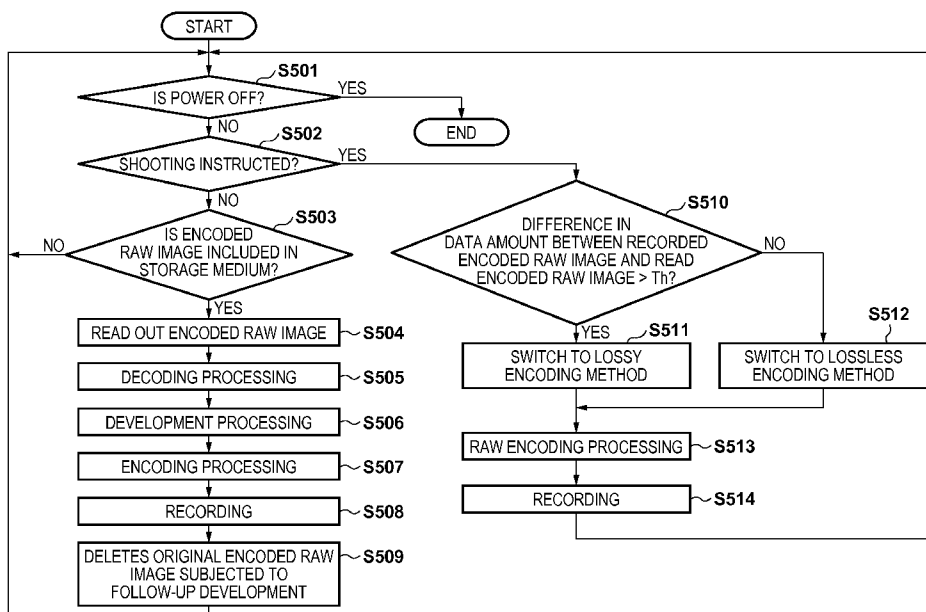 START
S501
IS POWER OFF?
YES
NO
END
S502
SHOOTING INSTRUCTED?
YES
NO
S503
IS ENCODED
RAW IMAGE INCLUDED IN
STORAGE MEDIUM?
NO
YES
READ OUT ENCODED RAW IMAGE
S504
DECODING PROCESSING
S505
DEVELOPMENT PROCESSING
S506
ENCODING PROCESSING
S507
RECORDING
S508
DELETES ORIGINAL ENCODED RAW
IMAGE SUBJECTED TO
FOLLOW-UP DEVELOPMENT
S509
S510
DIFFERENCE IN
DATA AMOUNT BETWEEN RECORDED
ENCODED RAW IMAGE AND READ
ENCODED RAW IMAGE > Th?
NO
YES
S511
SWITCH TO LOSSY
ENCODING METHOD
S512
SWITCH TO LOSSLESS
ENCODING METHOD
RAW ENCODING PROCESSING
S513
RECORDING
S514